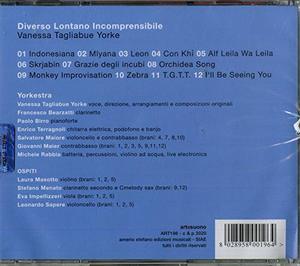 Diverso Lontano Incomprensibile
Vanessa Tagliabue Yorke
01 Indonesiana 02 Miyana 03 Leon 04 Con Khi 05 Alf Leila Wa Leila
06 Skrjabin 07 Grazie degli incubi 08 Orchidea Song
09 Monkey Improvisation 10 Zebra 11 T.G.T.T. 12 I'll Be Seeing You
Yorkestra
Vanessa Tagliabue Yorke voce, direzione, arrangiamenti e composizioni originali
Francesca Bearzatti clarinetto
Paolo Birro pianoforte
Enrico Terragnoli chitarra elettrica, podofono e banjo
Salvatore Maiore violoncello e contrabbasso (brani: 4, 7, 8, 10)
Giovanni Maier contrabbasso (brani: 1, 2, 3, 5, 9, 11, 12)
Michele Rabbia batteria, percussioni, violino ad acqua, live electronics
OSPITI
Laura Masotto violino (brani: 1, 2, 5)
Stefano Menato clarinetto secondo e Cmelody sax (brani: 9,12)
Eva Impellizzeri viola (brani: 1, 2, 5)
Leonardo Sapere violoncello (brani: 1, 2, 5)
artesuono
ART196 - c & p 2020
amerio stefano edizioni musicali - SIAE
tutti i diritti riservati
8 028958 001964